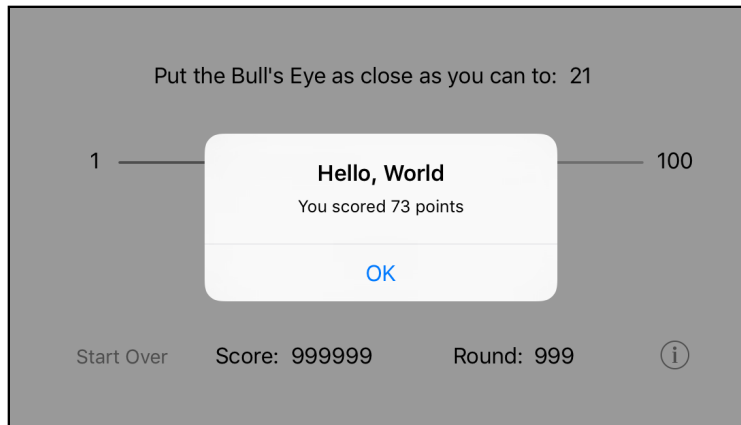 Put the Bull's Eye as close as you can to: 21
1 100
Hello, World
You scored 73 points
OK
Start Over Score: 999999 Round: 999